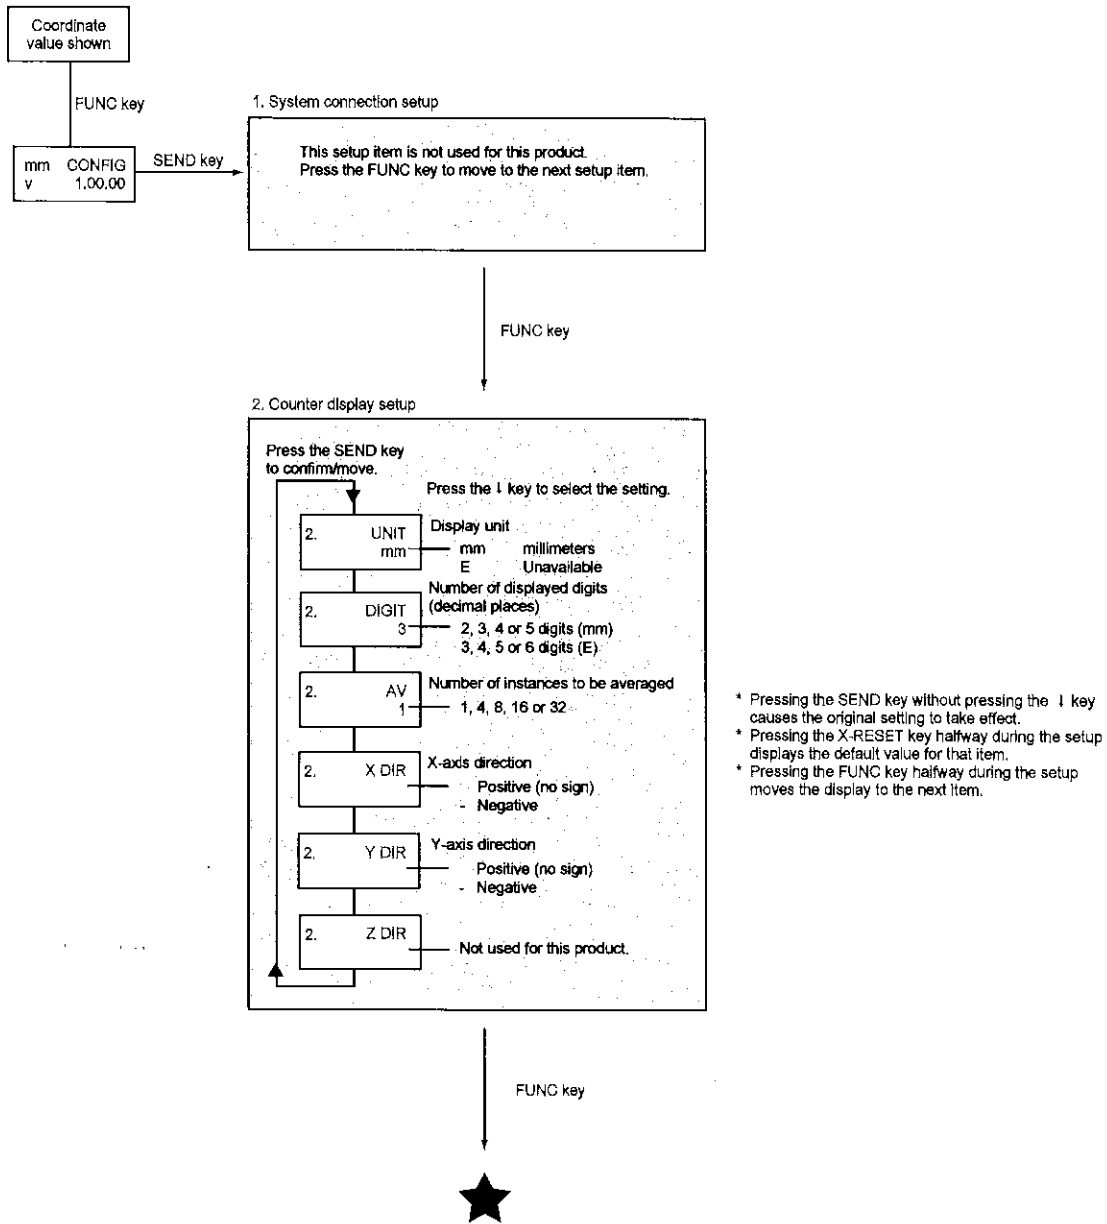 Coordinate
value shown
FUNC key
mm CONFIG
v 1.00.00
SEND key
1. System connection setup
This setup item is not used for this product.
Press the FUNC key to move to the next setup item.
FUNC key
2. Counter display setup
Press the SEND key
to confirm/move.
Press the ↓ key to select the setting.
2. UNIT
mm
Display unit
mm millimeters
E Unavailable
2. DIGIT
3
Number of displayed digits
(decimal places)
2, 3, 4 or 5 digits (mm)
3, 4, 5 or 6 digits (E)
2. AV
1
Number of instances to be averaged
1, 4, 8, 16 or 32
2. X DIR
X-axis direction
Positive (no sign)
- Negative
2. Y DIR
Y-axis direction
Positive (no sign)
- Negative
2. Z DIR
Not used for this product.
* Pressing the SEND key without pressing the ↓ key
causes the original setting to take effect.
* Pressing the X-RESET key halfway during the setup
displays the default value for that item.
* Pressing the FUNC key halfway during the setup
moves the display to the next item.
FUNC key